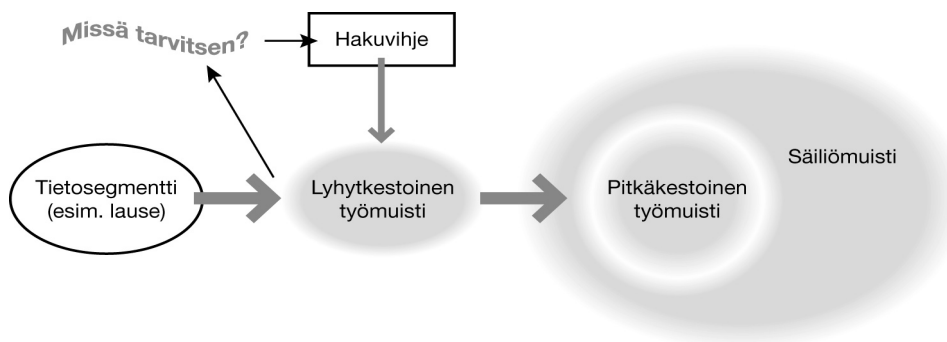 Missä tarvitsen?
Hakuvihje
Tietosegmentti
(esim. lause)
Lyhytkestoinen
työmuisti
Pitkäkestoinen
työmuisti
Säiliömuisti